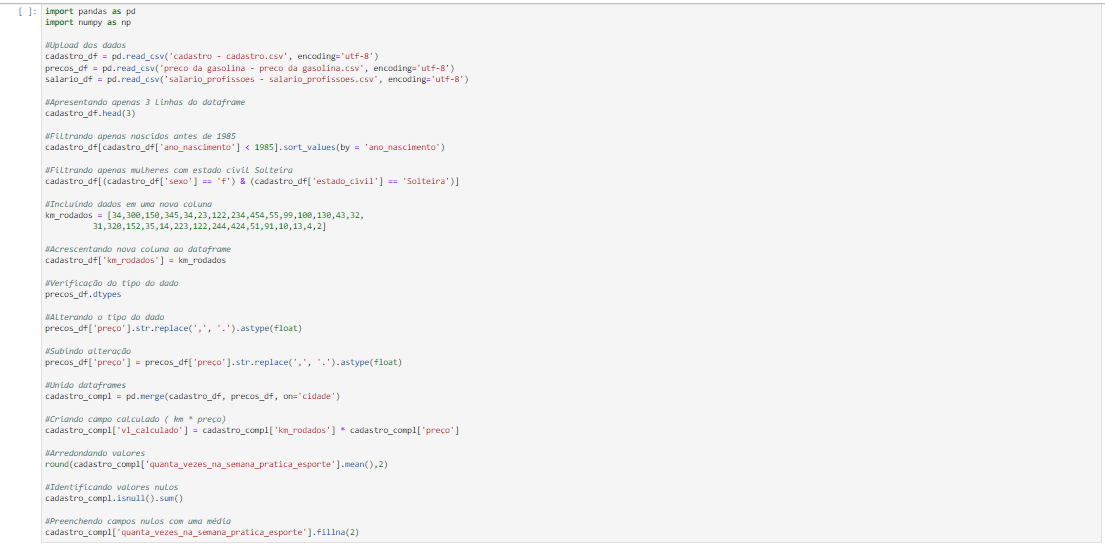 [ ]: import pandas as pd
import numpy as np
#Upload dos dados
cadastro_df = pd.read_csv('cadastro - cadastro.csv', encoding='utf-8')
precos_df = pd.read_csv('preco da gasolina - preco da gasolina.csv', encoding='utf-8')
salario_df = pd.read_csv('salario_profissoes - salario_profissoes.csv', encoding='utf-8')
#Apresentando apenas 3 linhas do dataframe
cadastro_df.head(3)
#Filtrando apenas nascidos antes de 1985
cadastro_df[cadastro_df['ano_nascimento'] < 1985].sort_values(by = 'ano_nascimento')
#Filtrando apenas mulheres com estado civil Solteira
cadastro_df[(cadastro_df['sexo'] == 'f') & (cadastro_df['estado_civil'] == 'Solteira')]
#Incluindo dados em uma nova coluna
km_rodados = [34,300,150,345,34,23,122,234,454,55,99,100,130,43,32,
31,320,152,35,14,223,122,244,424,51,91,10,13,4,2]
#Acrescentando nova coluna ao dataframe
cadastro_df['km_rodados'] = km_rodados
#Verificação do tipo do dado
precos_df.dtypes
#Alterando o tipo do dado
precos_df['preço'].str.replace(',', '.').astype(float)
#Subindo alteração
precos_df['preço'] = precos_df['preço'].str.replace(',', '.').astype(float)
#Unido dataframes
cadastro_compl = pd.merge(cadastro_df, precos_df, on='cidade')
#Criando campo calculado ( km * preço)
cadastro_compl['vl_calculado'] = cadastro_compl['km_rodados'] * cadastro_compl['preço']
#Arredondando valores
round(cadastro_compl['quanta_vezes_na_semana_pratica_esporte'].mean(),2)
#Identificando valores nulos
cadastro_compl.isnull().sum()
#Preenchendo campos nulos com uma média
cadastro_compl['quanta_vezes_na_semana_pratica_esporte'].fillna(2)